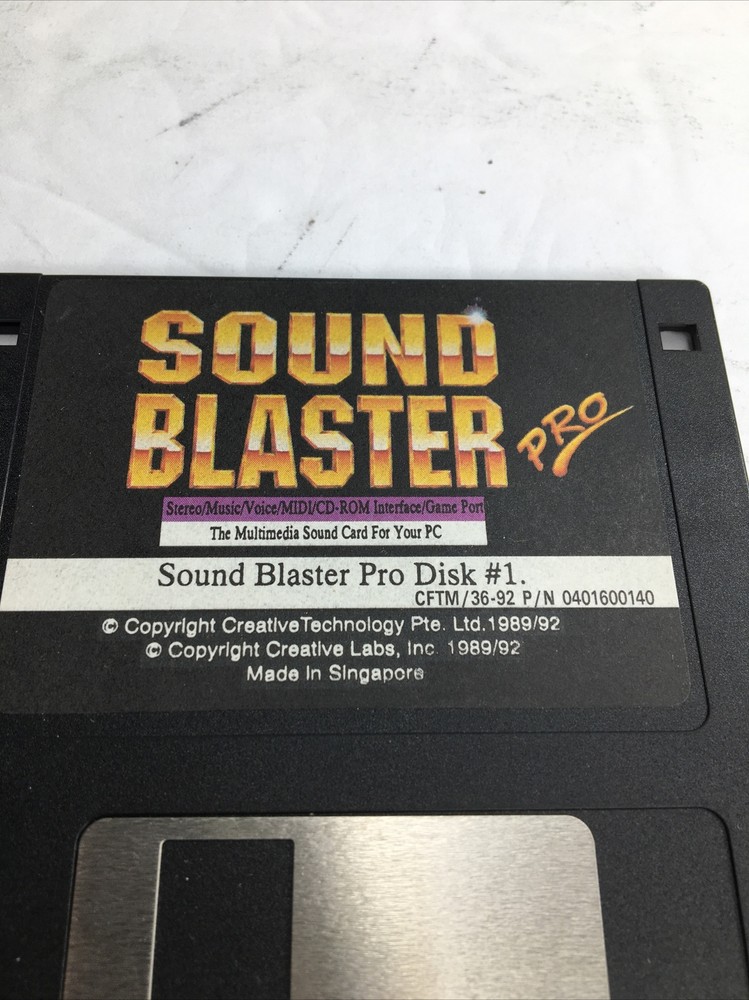 SOUND
BLASTER PRO
Stereo/Music/Voice/MIDI/CD-ROM Interface/Game Port
The Multimedia Sound Card For Your PC
Sound Blaster Pro Disk #1.
CFTM/36-92 P/N 0401600140
© Copyright CreativeTechnology Pte. Ltd.1989/92
© Copyright Creative Labs, Inc. 1989/92
Made In Singapore